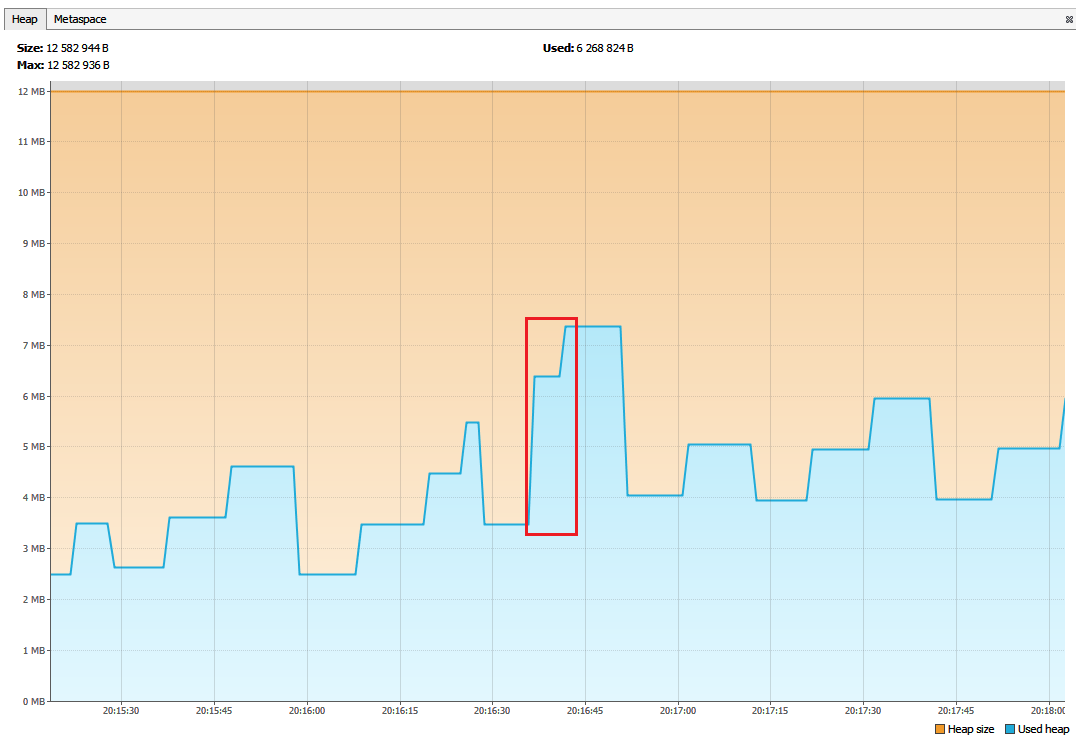 Heap Metaspace
Size: 12 582 944 B Used: 6 268 824 B
Max: 12 582 936 B
12 MB
11 MB
10 MB
9 MB
8 MB
7 MB
6 MB
5 MB
4 MB
3 MB
2 MB
1 MB
0 MB
20:15:30 20:15:45 20:16:00 20:16:15 20:16:30 20:16:45 20:17:00 20:17:15 20:17:30 20:17:45 20:18:00
Heap size Used heap